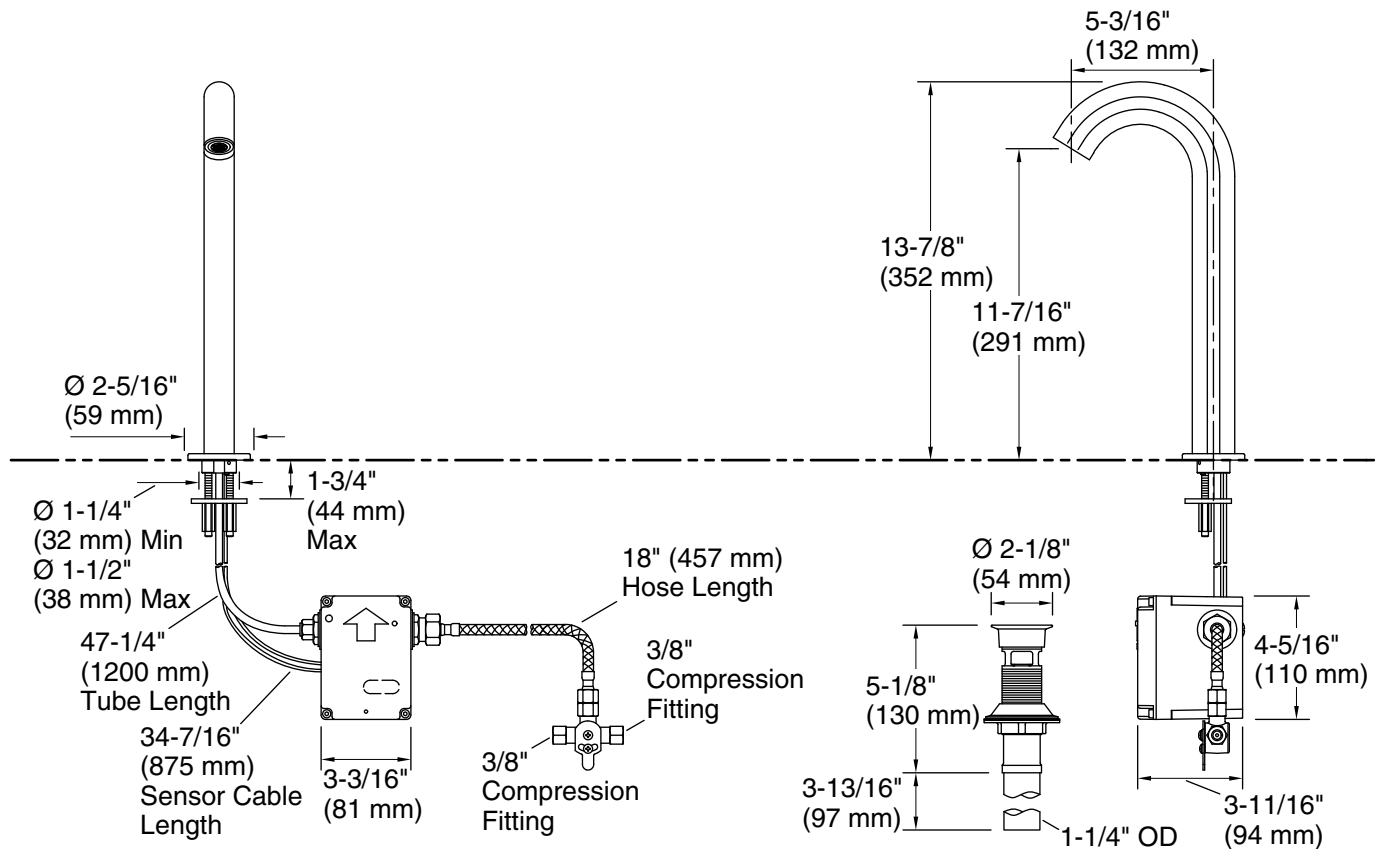 5-3/16"
(132 mm)
13-7/8"
(352 mm)
11-7/16"
(291 mm)
Ø 2-5/16"
(59 mm)
1-3/4"
(44 mm)
Max
Ø 1-1/4"
(32 mm) Min
Ø 1-1/2"
(38 mm) Max
47-1/4"
(1200 mm)
Tube Length
34-7/16"
(875 mm)
Sensor Cable
Length
3-3/16"
(81 mm)
18" (457 mm)
Hose Length
3/8"
Compression
Fitting
3/8"
Compression
Fitting
Ø 2-1/8"
(54 mm)
5-1/8"
(130 mm)
3-13/16"
(97 mm)
1-1/4" OD
4-5/16"
(110 mm)
3-11/16"
(94 mm)